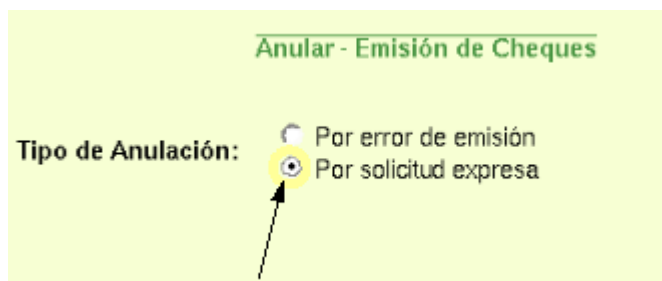 Anular - Emisión de Cheques
Por error de emisión
Tipo de Anulación:
Por solicitud expresa